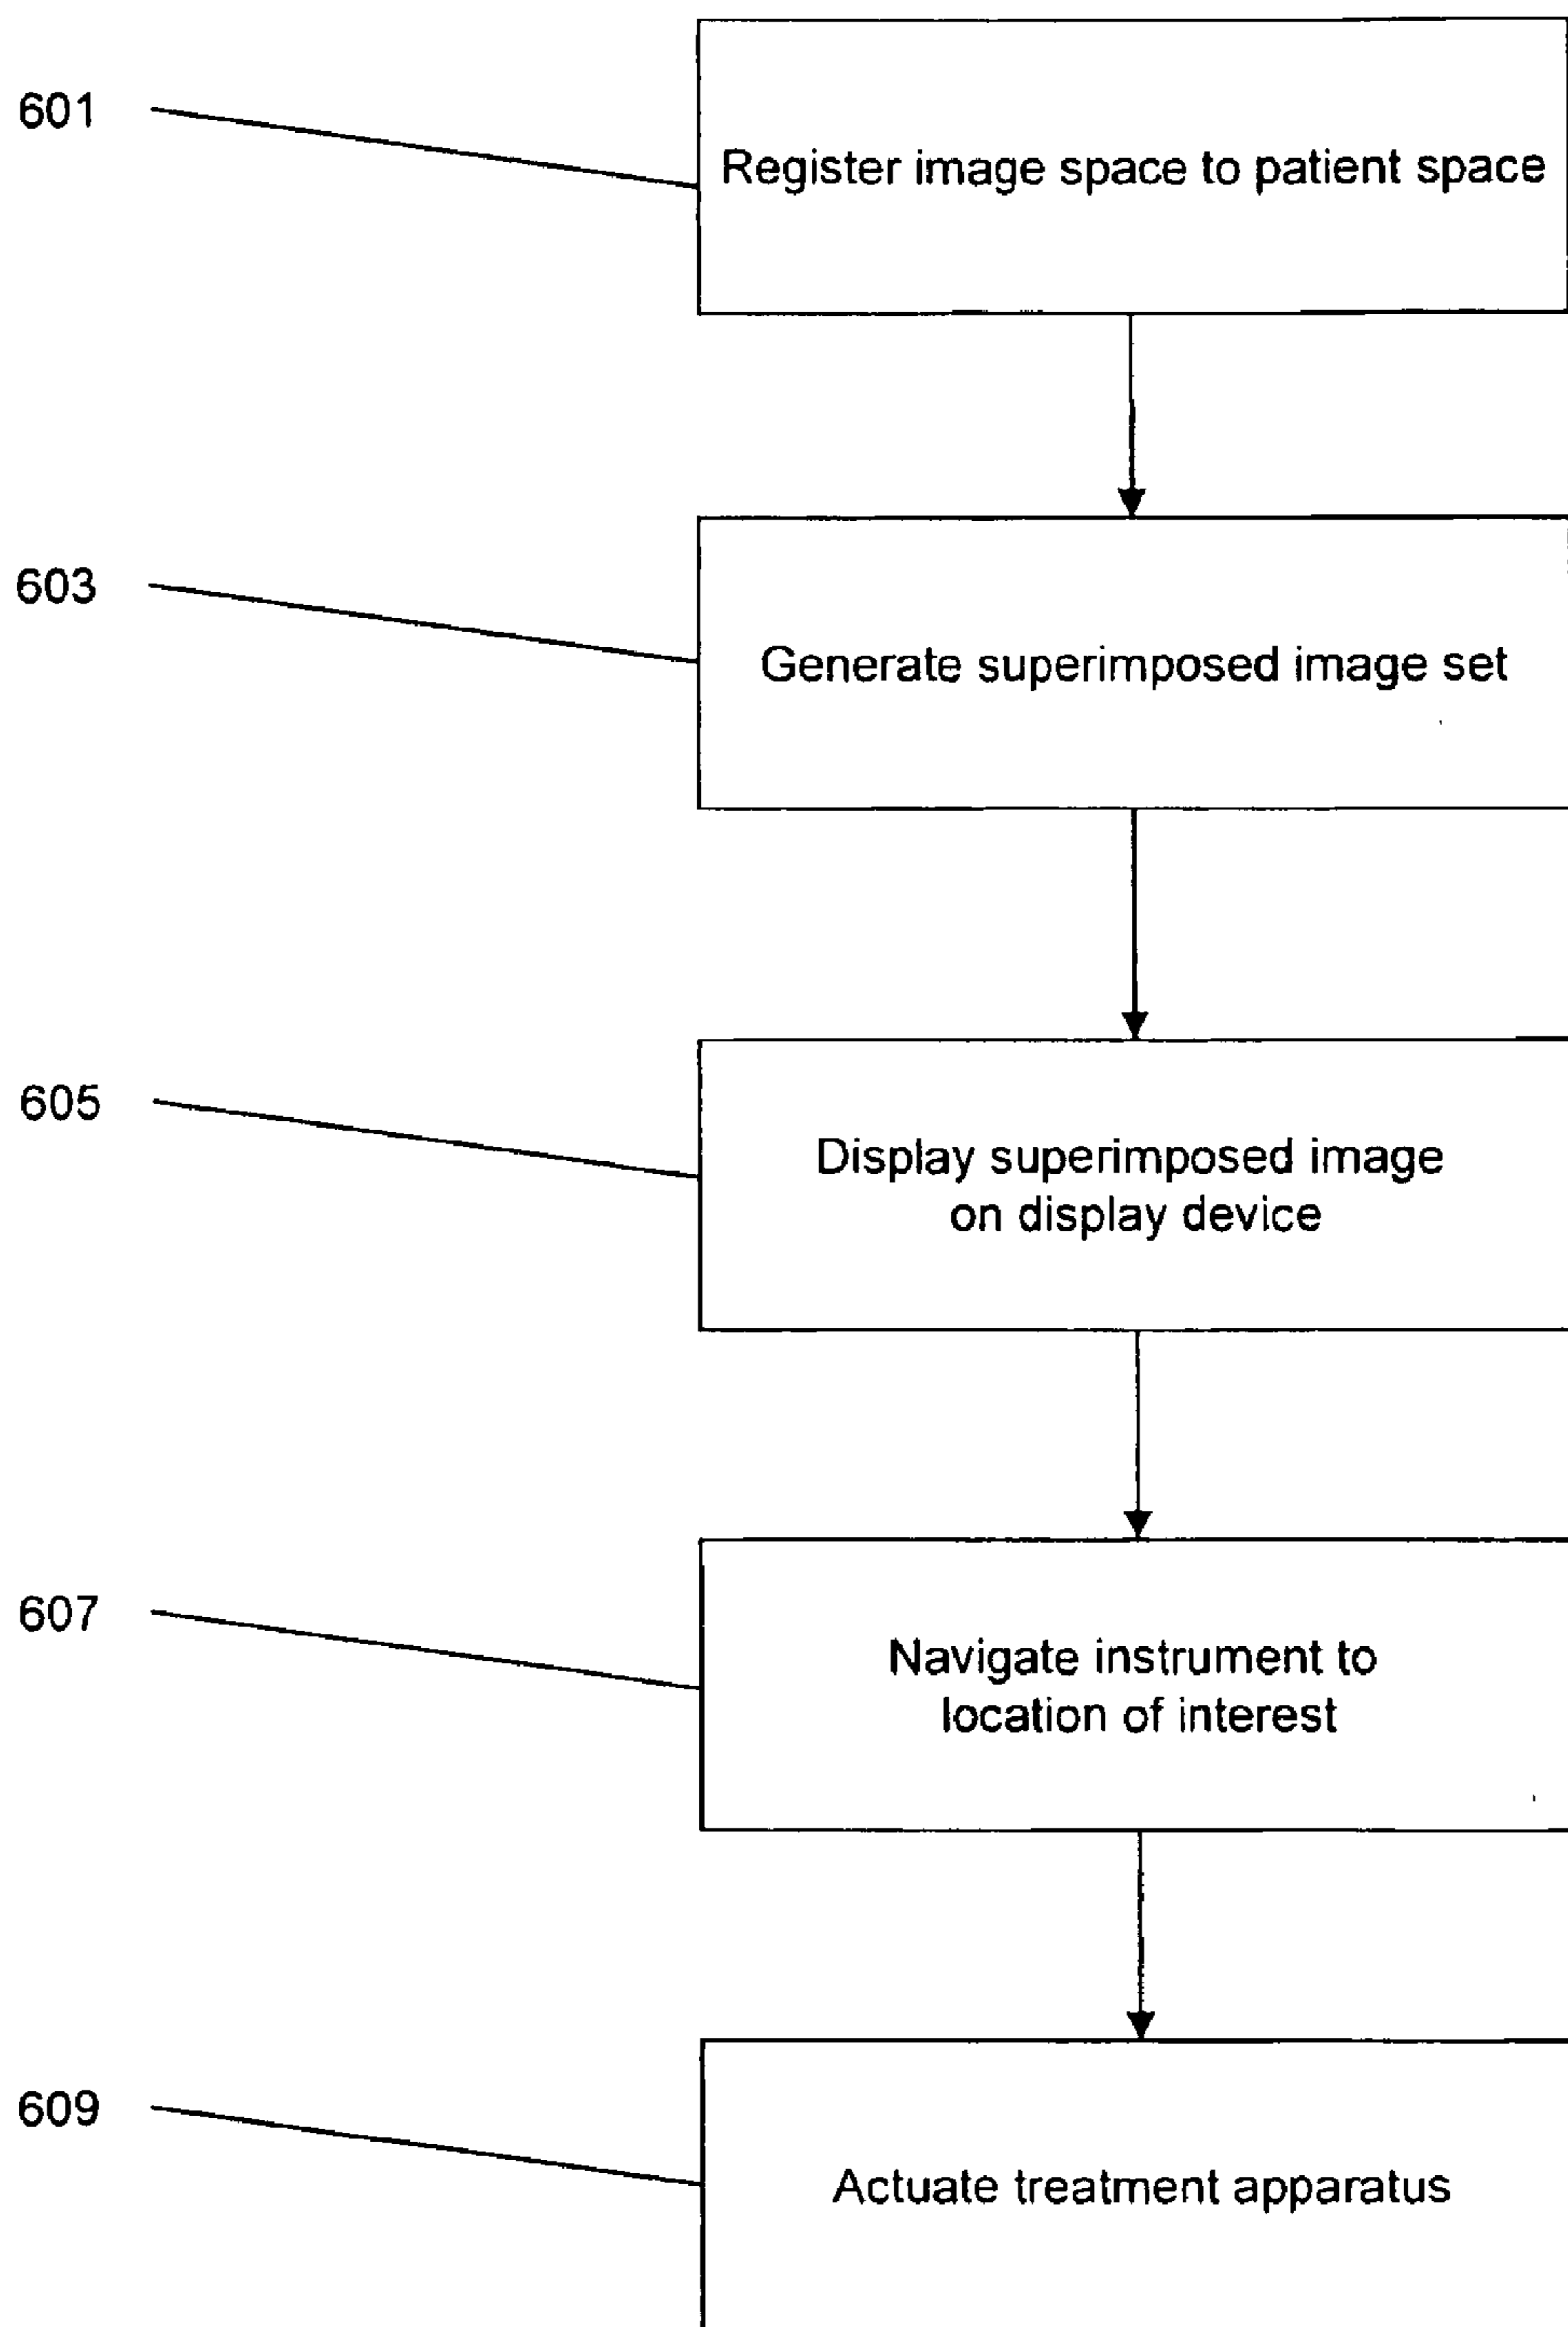 601
Register image space to patient space
603
Generate superimposed image set
605
Display superimposed image
on display device
607
Navigate instrument to
location of interest
609
Actuate treatment apparatus